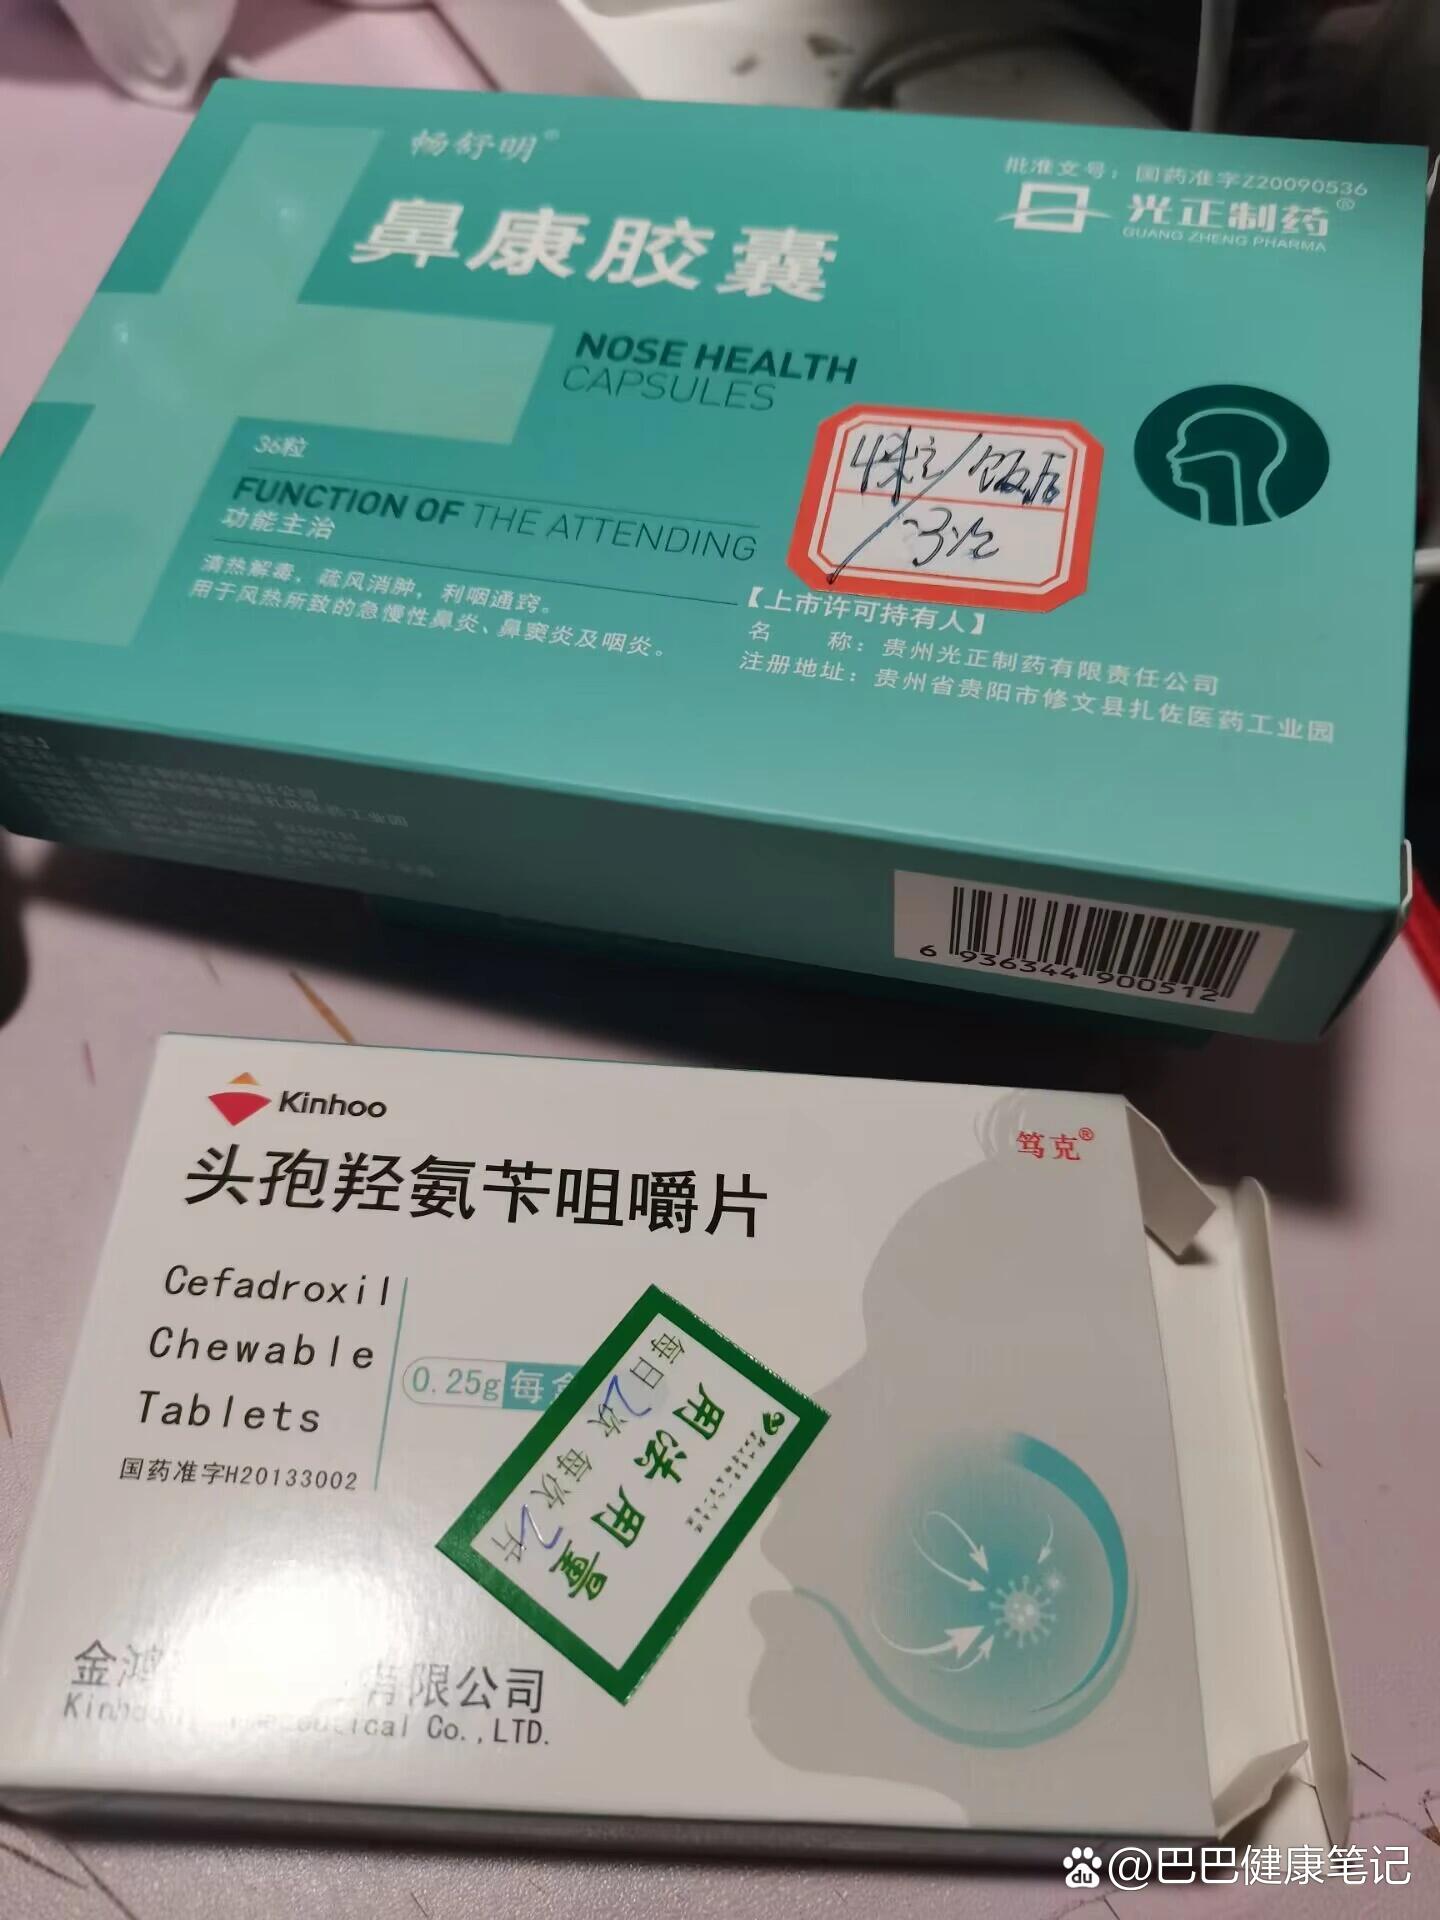 畅舒明®
批准文号：国药准字Z20090536
光正制药®
GUANG ZHENG PHARMA
鼻康胶囊
NOSE HEALTH
CAPSULES
36粒
4粒/饭后
3次
FUNCTION OF THE ATTENDING
功能主治
清热解毒，疏风消肿，利咽通窍。
用于风热所致的急慢性鼻炎、鼻窦炎及咽炎。
【上市许可持有人】
名 称：贵州光正制药有限责任公司
注册地址：贵州省贵阳市修文县扎佐医药工业园
6 936344 900512
Kinhoo
笃克®
头孢羟氨苄咀嚼片
Cefadroxil
Chewable
Tablets
0.25g 每
国药准字H20133002
用法用量
每日2次 每次2片
金鸿 有限公司
Co.,LTD.
du @巴巴健康笔记